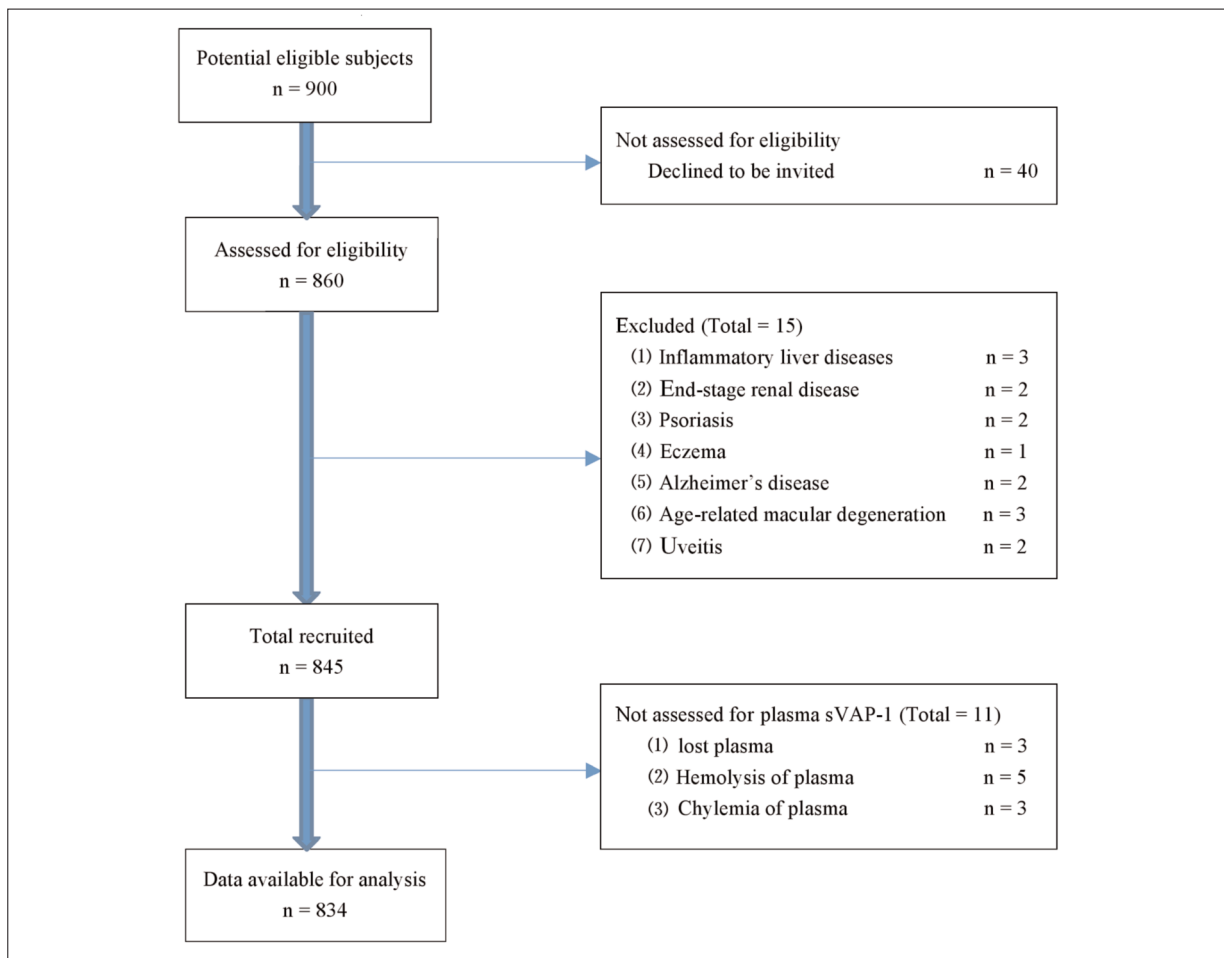 Potential eligible subjects
n = 900
Not assessed for eligibility
Declined to be invited n = 40
Assessed for eligibility
n = 860
Excluded (Total = 15)
(1) Inflammatory liver diseases n = 3
(2) End-stage renal disease n = 2
(3) Psoriasis n = 2
(4) Eczema n = 1
(5) Alzheimer's disease n = 2
(6) Age-related macular degeneration n = 3
(7) Uveitis n = 2
Total recruited
n = 845
Not assessed for plasma sVAP-1 (Total = 11)
(1) lost plasma n = 3
(2) Hemolysis of plasma n = 5
(3) Chylemia of plasma n = 3
Data available for analysis
n = 834